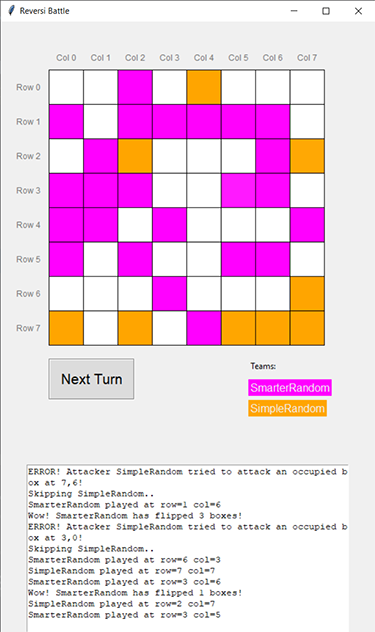 Reversi Battle
Col 0 Col 1 Col 2 Col 3 Col 4 Col 5 Col 6 Col 7
Row 0
Row 1
Row 2
Row 3
Row 4
Row 5
Row 6
Row 7
Next Turn
Teams:
SmarterRandom
SimpleRandom
ERROR! Attacker SimpleRandom tried to attack an occupied b
ox at 7,6!
Skipping SimpleRandom..
SmarterRandom played at row=1 col=6
Wow! SmarterRandom has flipped 3 boxes!
ERROR! Attacker SimpleRandom tried to attack an occupied b
ox at 3,0!
Skipping SimpleRandom..
SmarterRandom played at row=6 col=3
SimpleRandom played at row=7 col=7
SmarterRandom played at row=3 col=6
Wow! SmarterRandom has flipped 1 boxes!
SimpleRandom played at row=2 col=7
SmarterRandom played at row=3 col=5